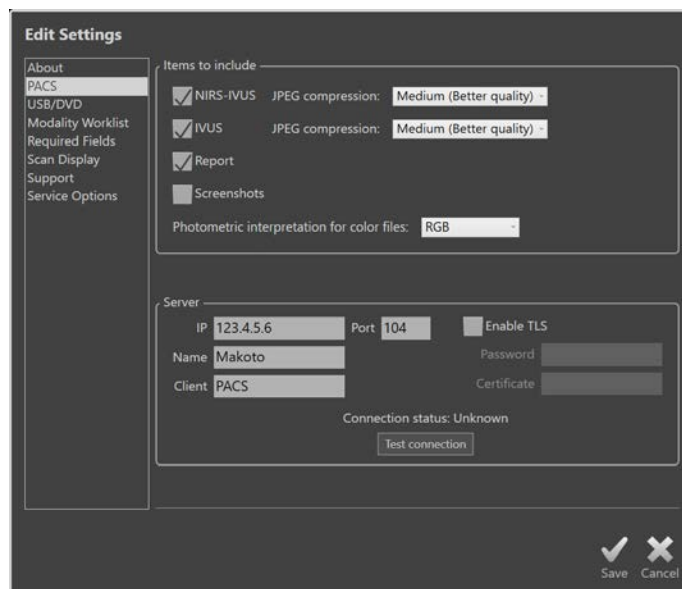 Edit Settings
About
PACS
USB/DVD
Modality Worklist
Required Fields
Scan Display
Support
Service Options
Items to include
NIRS-IVUS JPEG compression: Medium (Better quality)
IVUS JPEG compression: Medium (Better quality)
Report
Screenshots
Photometric interpretation for color files: RGB
Server
IP 123.4.5.6 Port 104 Enable TLS
Name Makoto Password
Client PACS Certificate
Connection status: Unknown
Test connection
Save Cancel